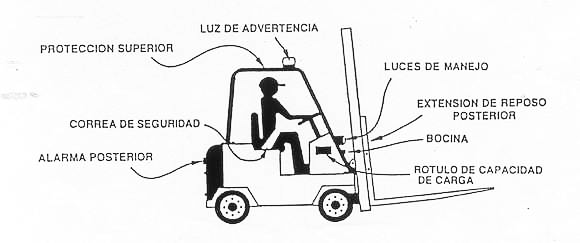 LUZ DE ADVERTENCIA
PROTECCION SUPERIOR
LUCES DE MANEJO
EXTENSION DE REPOSO
POSTERIOR
CORREA DE SEGURIDAD
BOCINA
ALARMA POSTERIOR
ROTULO DE CAPACIDAD
DE CARGA